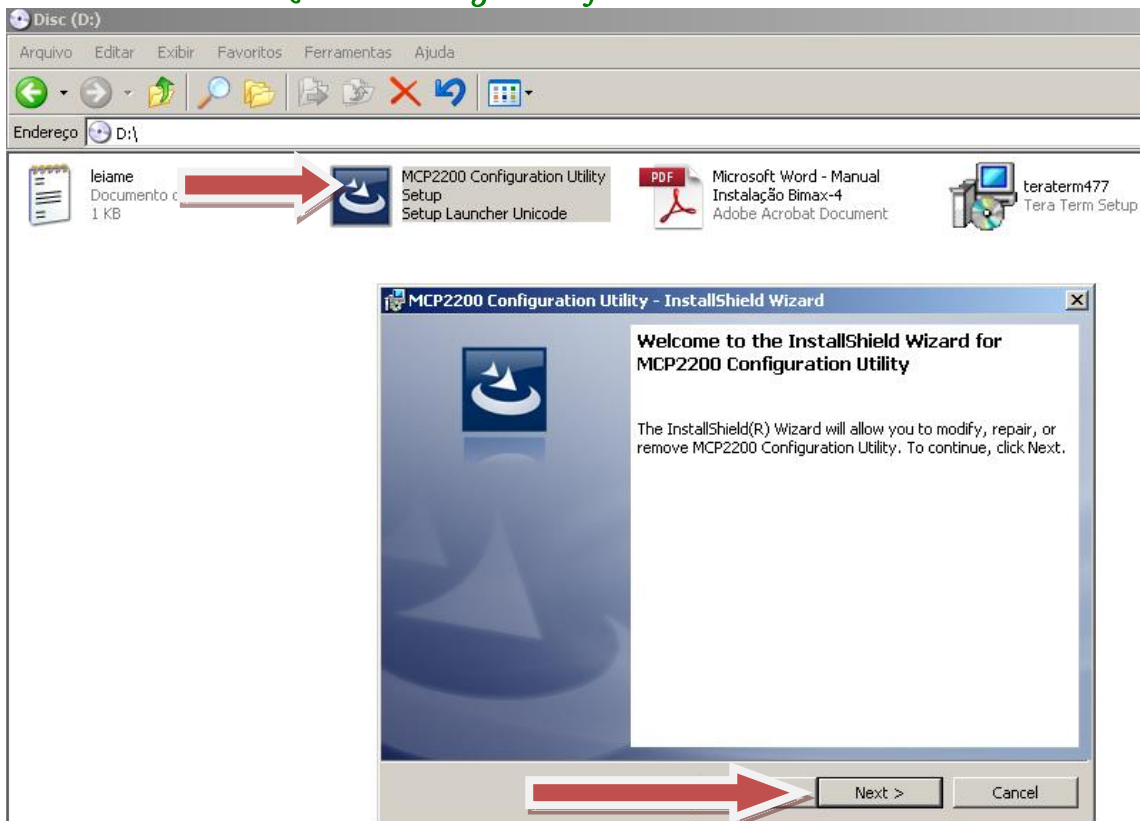 Disc (D:)
Arquivo Editar Exibir Favoritos Ferramentas Ajuda
Endereço D:\
leiame
Documento
1 KB
MCP2200 Configuration Utility
Setup
Setup Launcher Unicode
PDF
Microsoft Word - Manual
Instalação Bimax-4
Adobe Acrobat Document
teraterm477
Tera Term Setup
MCP2200 Configuration Utility - InstallShield Wizard
Welcome to the InstallShield Wizard for
MCP2200 Configuration Utility
The InstallShield(R) Wizard will allow you to modify, repair, or
remove MCP2200 Configuration Utility. To continue, click Next.
Next >
Cancel